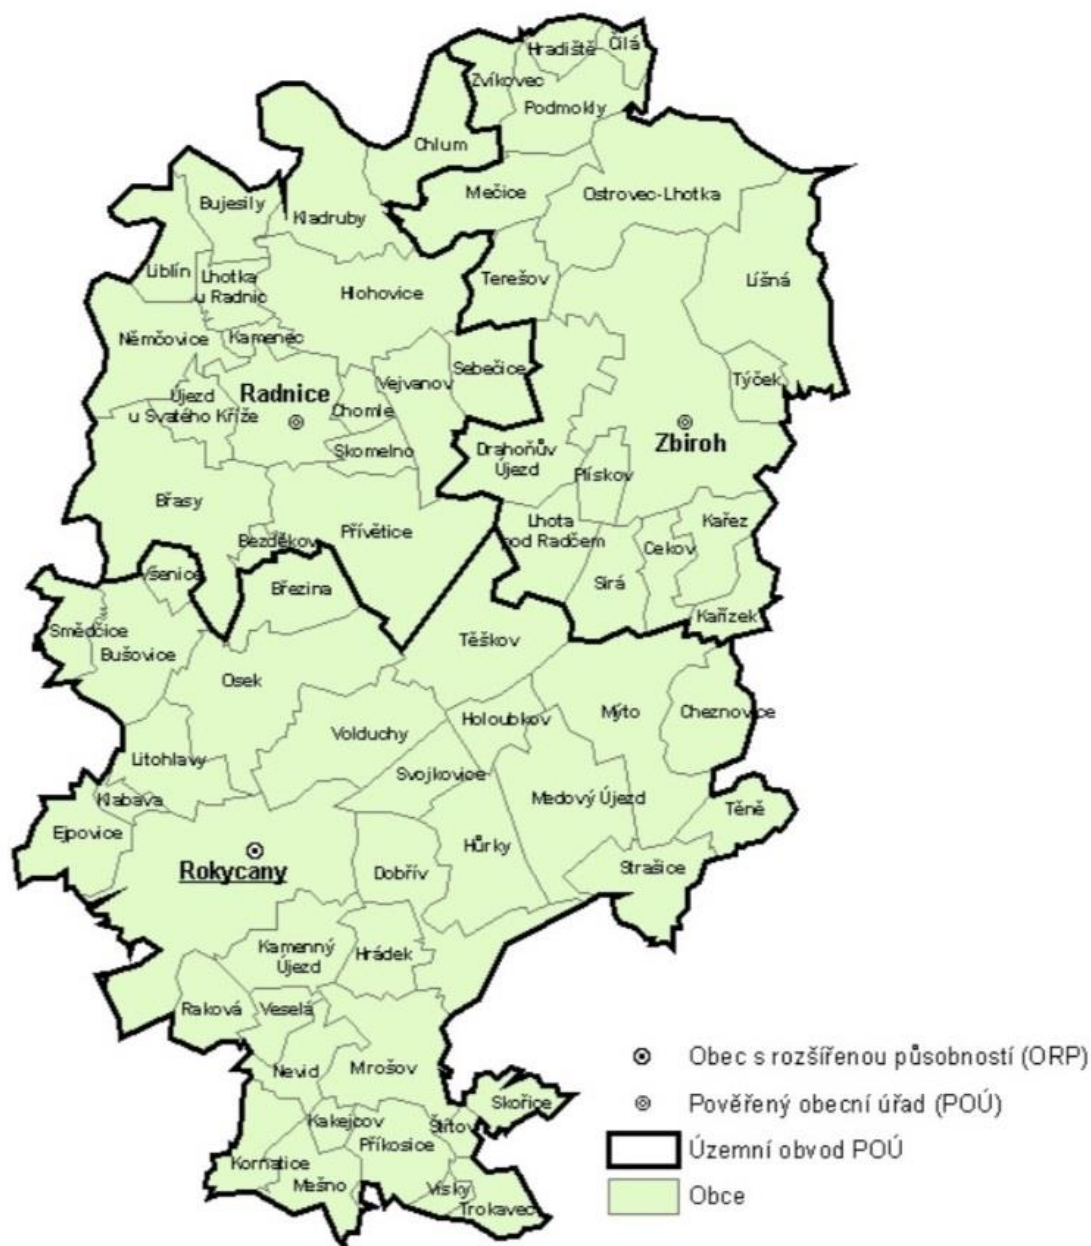 Hradiště
Čilá
Zvíkovec
Podmokly
Chlum
Mečice
Ostrovec-Lhotka
Bujesily
Kladruby
Liblín
Lhotka
u Radnic
Hlohovice
Terešov
Líšná
Němčovice
Kamenec
Sebečice
Vejvanov
Týček
Újezd
u Svatého Kříže
Radnice
Chomle
Skomelno
Zbiroh
Drahoňův
Újezd
Plískov
Břasy
Bezděkov
Přívětice
Lhota
pod Radčem
Kařez
Cekov
Sirá
Kařízek
Všenice
Březina
Smědčice
Bušovice
Těškov
Osek
Holoubkov
Mýto
Cheznovice
Volduchy
Litohlavy
Svojkovice
Klabava
Medový Újezd
Těně
Ejpovice
Hůrky
Rokycany
Dobřív
Strašice
Kamenný
Újezd
Hrádek
Raková
Veselá
Nevid
Mrošov
Skořice
Kakejcov
Štítov
Příkosice
Kornatice
Mešno
Visky
Trokavec
Obec s rozšířenou působností (ORP)
Pověřený obecní úřad (POÚ)
Územní obvod POÚ
Obce